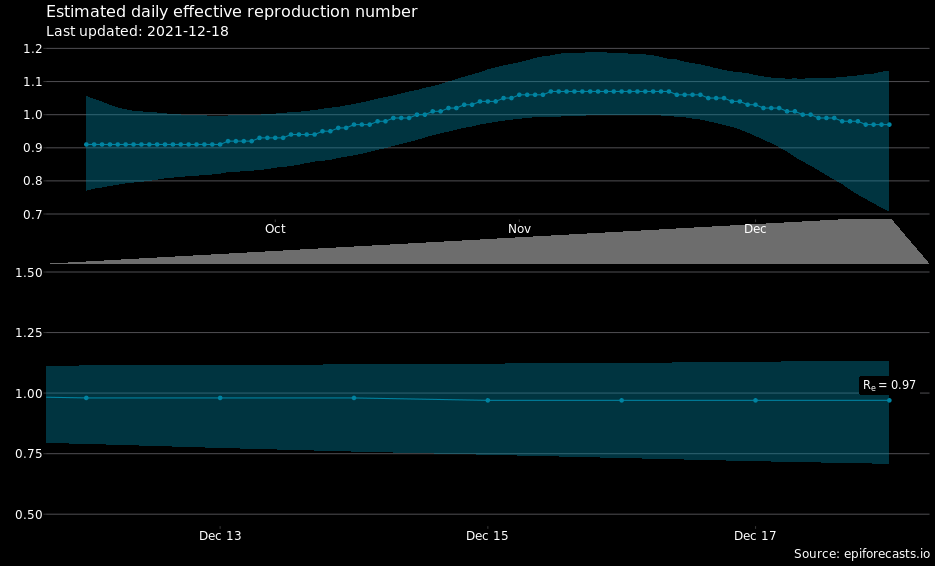 Estimated daily effective reproduction number
Last updated: 2021-12-18
1.2
1.1
1.0
0.9
0.8
0.7
Oct Nov Dec
1.50
1.25
1.00
0.75
0.50
Re = 0.97
Dec 13 Dec 15 Dec 17
Source: epiforecasts.io